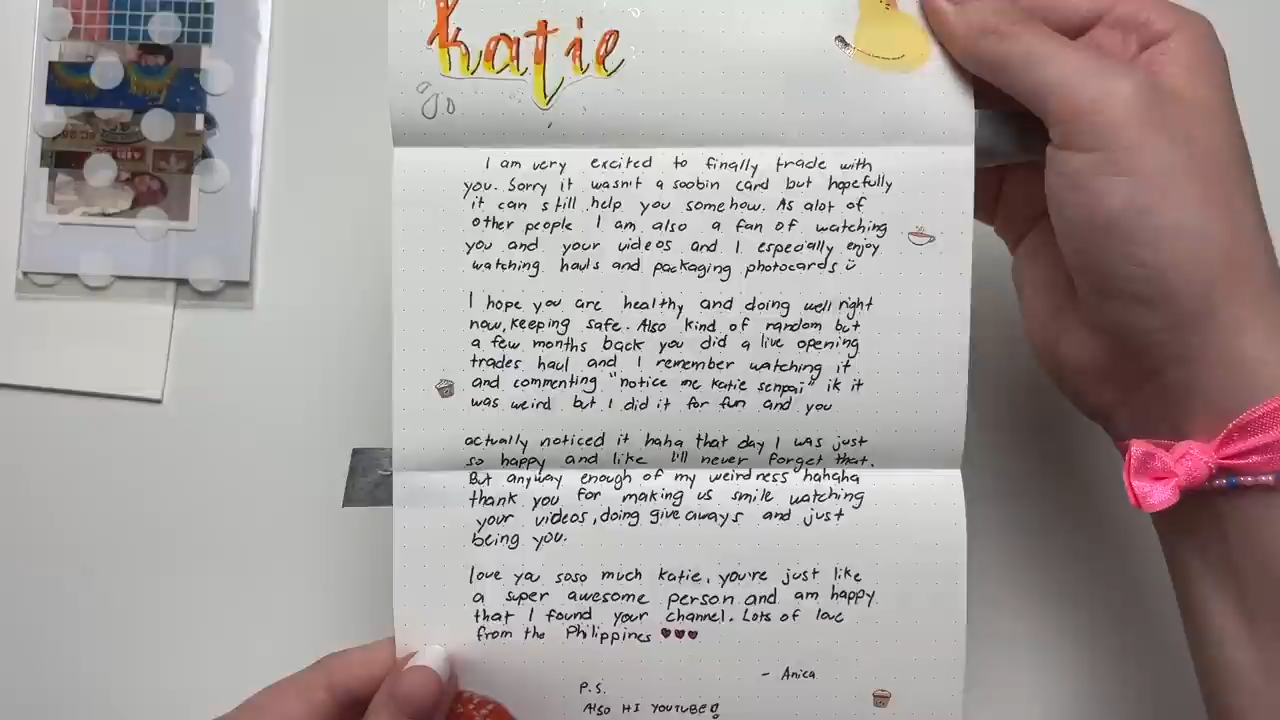 katie
I am very excited to finally trade with
you. Sorry it wasn't a soobin card but hopefully
it can still help you somehow. As alot of
other people I am also a fan of watching
you and your videos and I especially enjoy
watching hauls and packaging photocards
I hope you are healthy and doing well right
now, keeping safe. Also kind of random but
a few months back you did a live opening
trades haul and I remember watching it
and commenting "notice me katie senpai" ik it
was weird but I did it for fun and you
actually noticed it haha that day I was just
so happy and like I'll never forget that.
But anyway enough of my weirdness hahaha
thank you for making us smile watching
your videos, doing give aways and just
being you.
love ya soso much katie, you're just like
a super awesome person and am happy
that I found your channel. Lots of love
from the Philippines ♥♥♥
- Anica
P.S.
Also HI YOUTUBE!